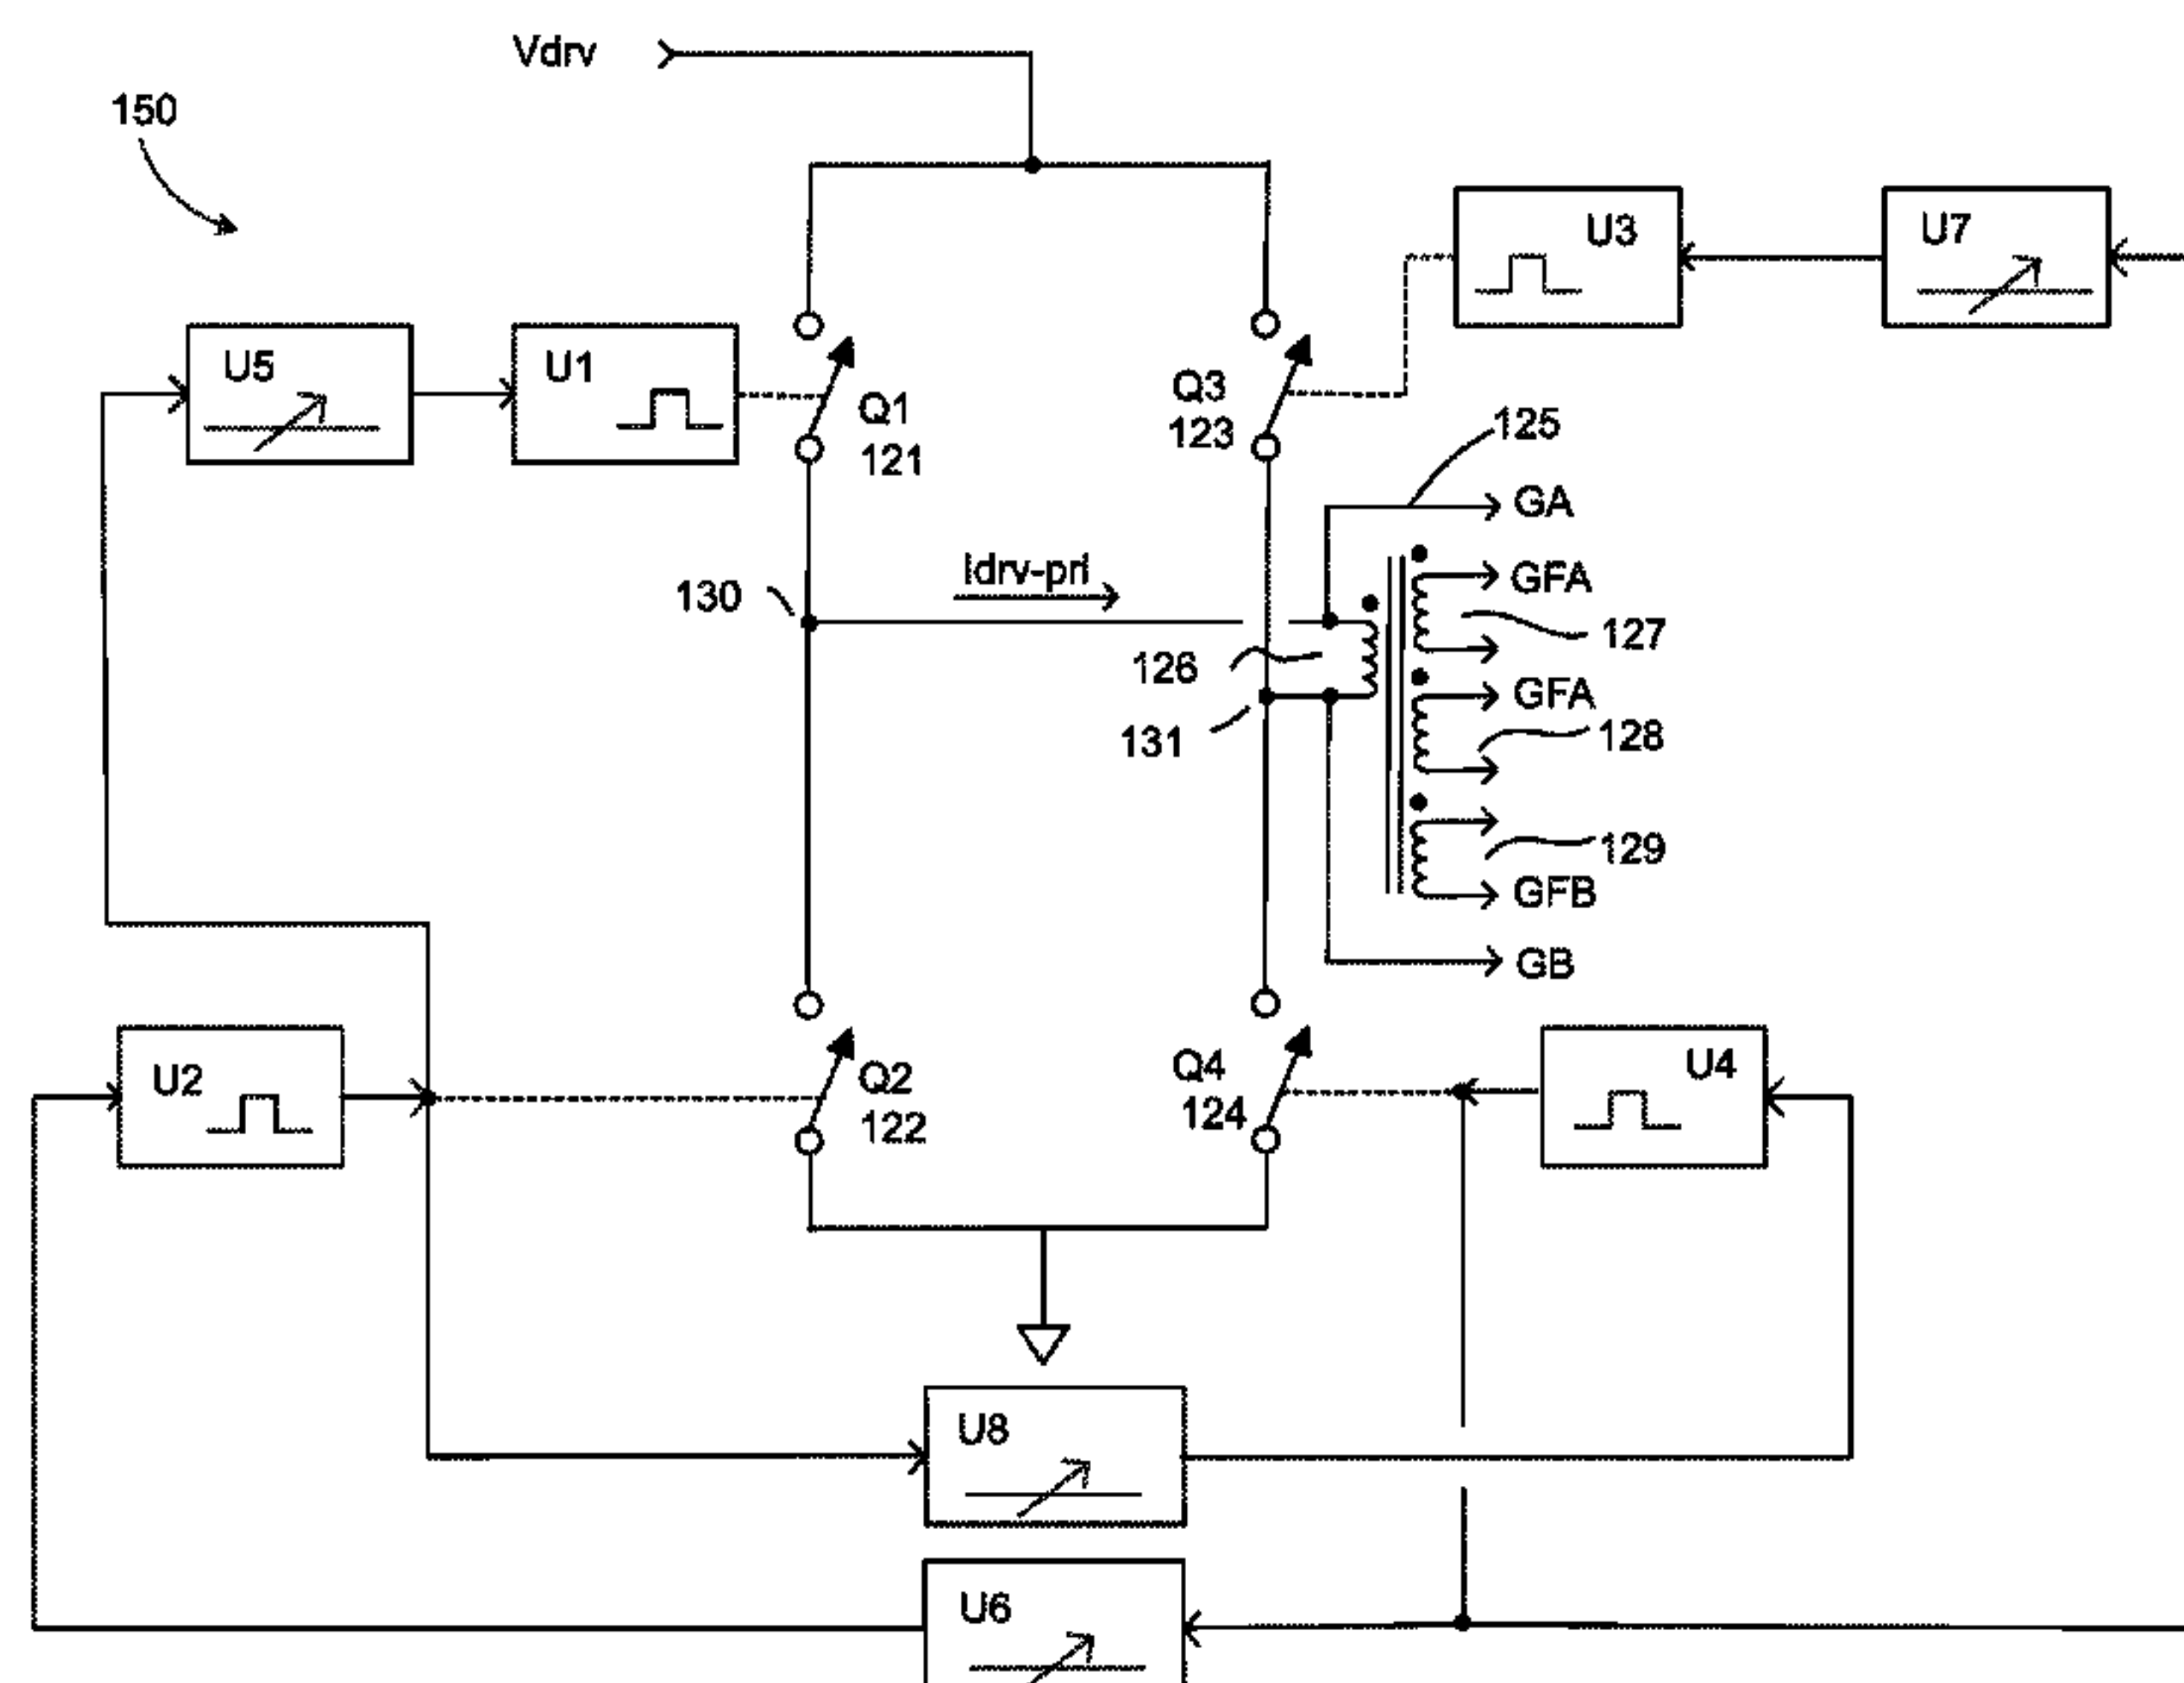 Vdrv
150
U3
U7
U5
U1
Q1
121
Q3
123
125
GA
Idrv-pri
GFA
130
127
126
GFA
131
128
129
GFB
GB
U2
Q2
122
Q4
124
U4
U8
U6